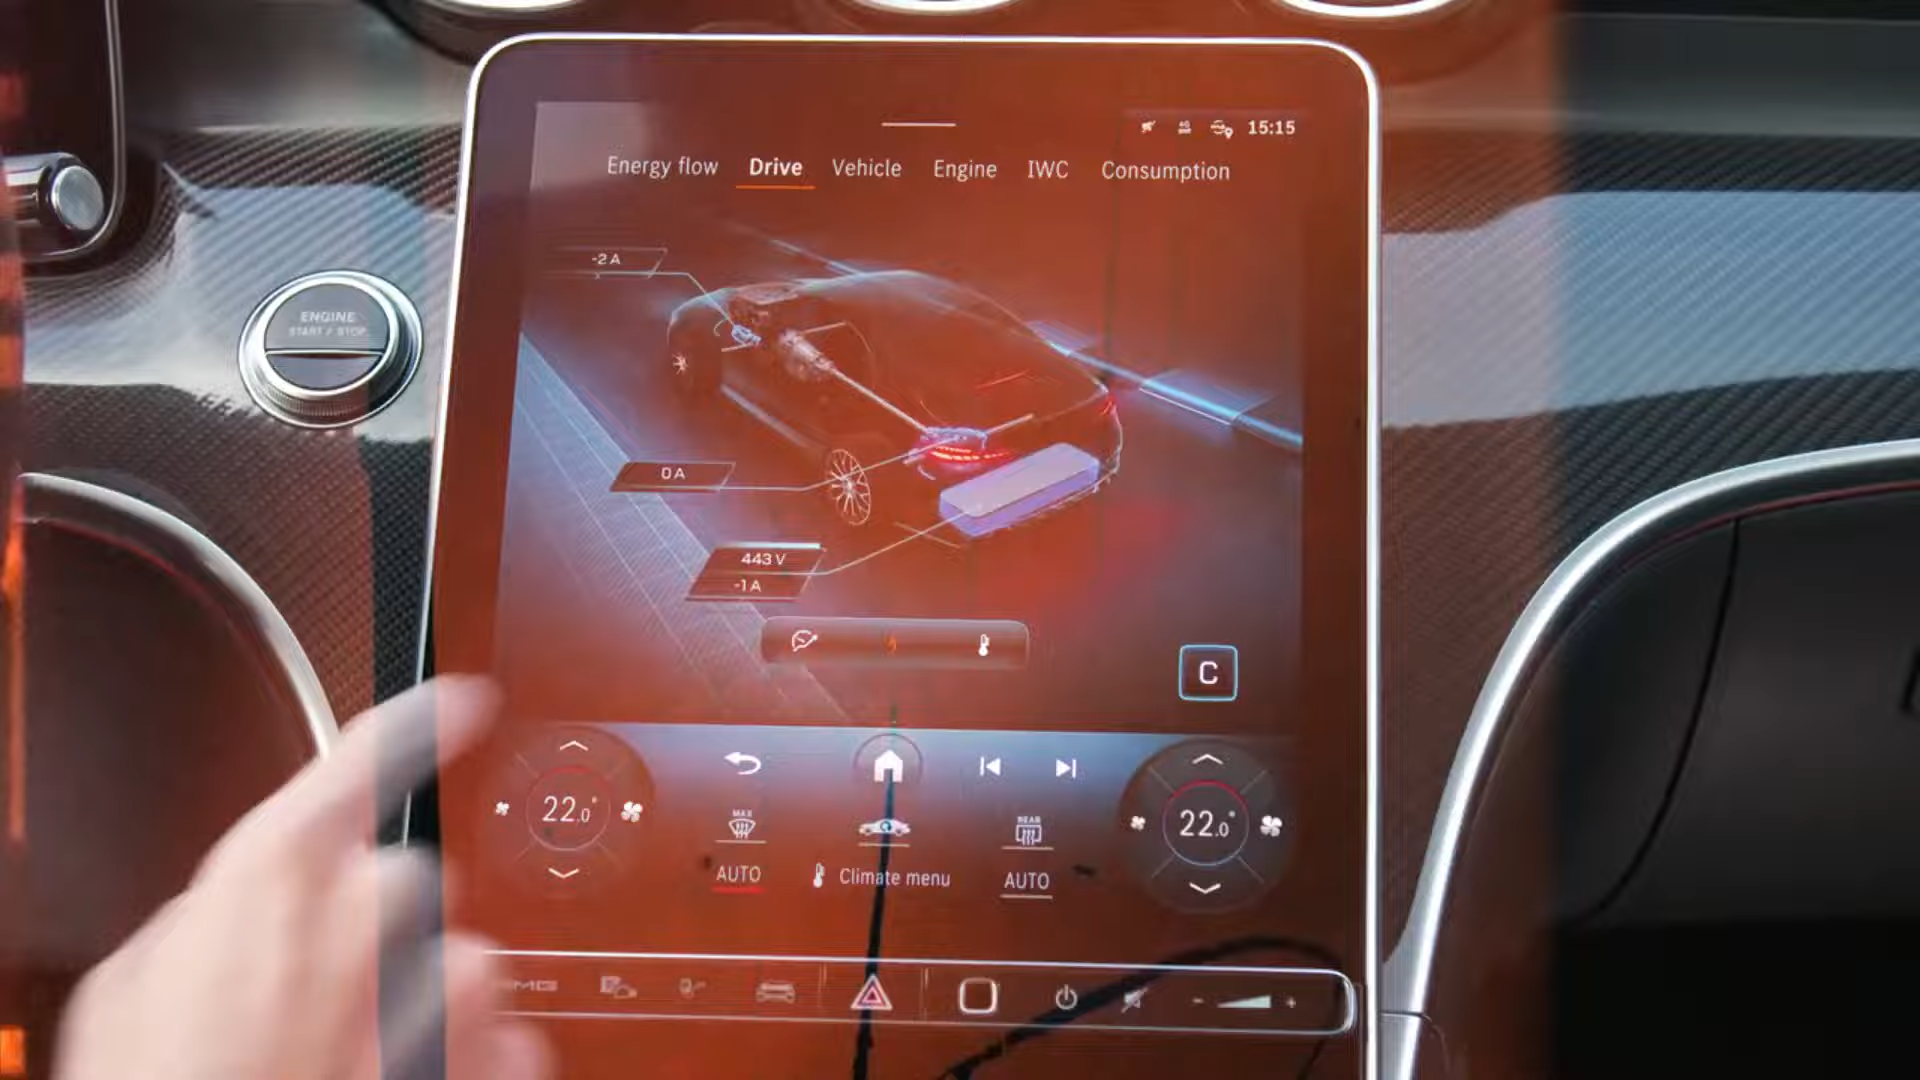 15:15
Energy flow Drive Vehicle Engine IWC Consumption
-2 A
ENGINE
START / STOP
0 A
443 V
-1 A
C
22.0°
22.0°
MAX
REAR
AUTO
Climate menu
AUTO